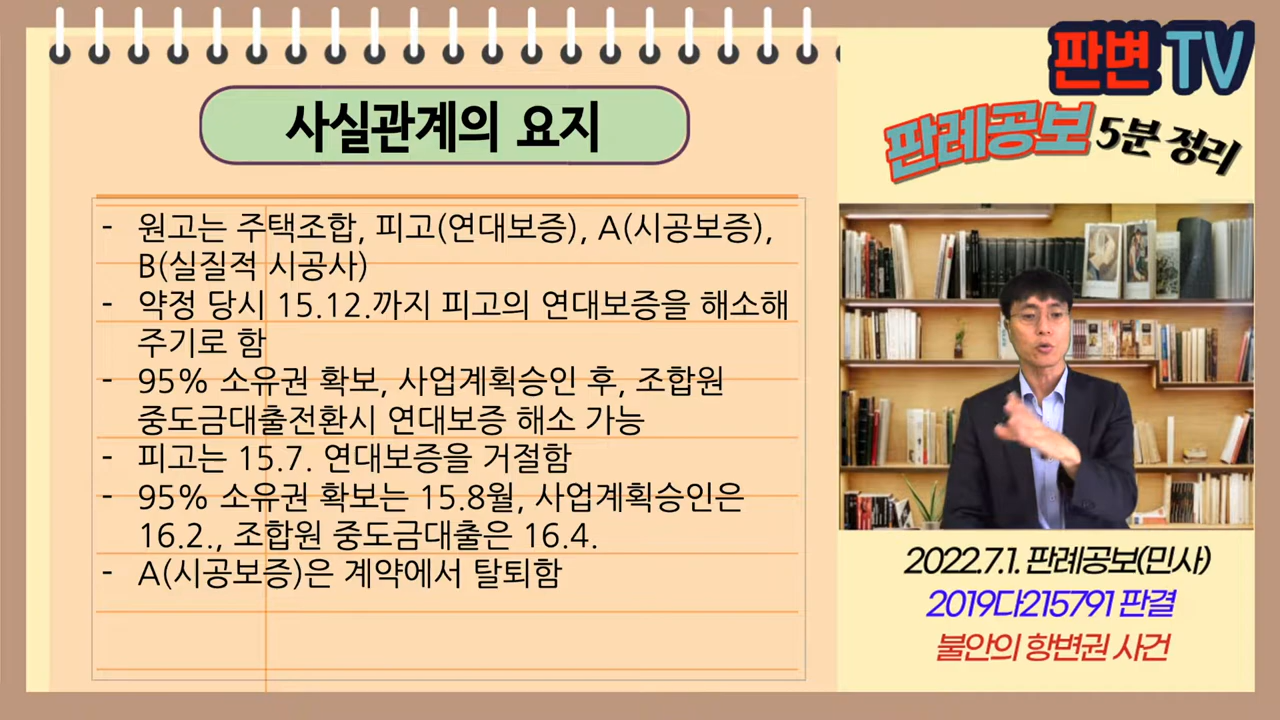 판변 TV
판례공보 5분 정리
사실관계의 요지
- 원고는 주택조합, 피고(연대보증), A(시공보증),
B(실질적 시공사)
- 약정 당시 15.12.까지 피고의 연대보증을 해소해
주기로 함
- 95% 소유권 확보, 사업계획승인 후, 조합원
중도금대출전환시 연대보증 해소 가능
- 피고는 15.7. 연대보증을 거절함
- 95% 소유권 확보는 15.8월, 사업계획승인은
16.2., 조합원 중도금대출은 16.4.
- A(시공보증)은 계약에서 탈퇴함
2022.7.1. 판례공보(민사)
2019다215791 판결
불안의 항변권 사건